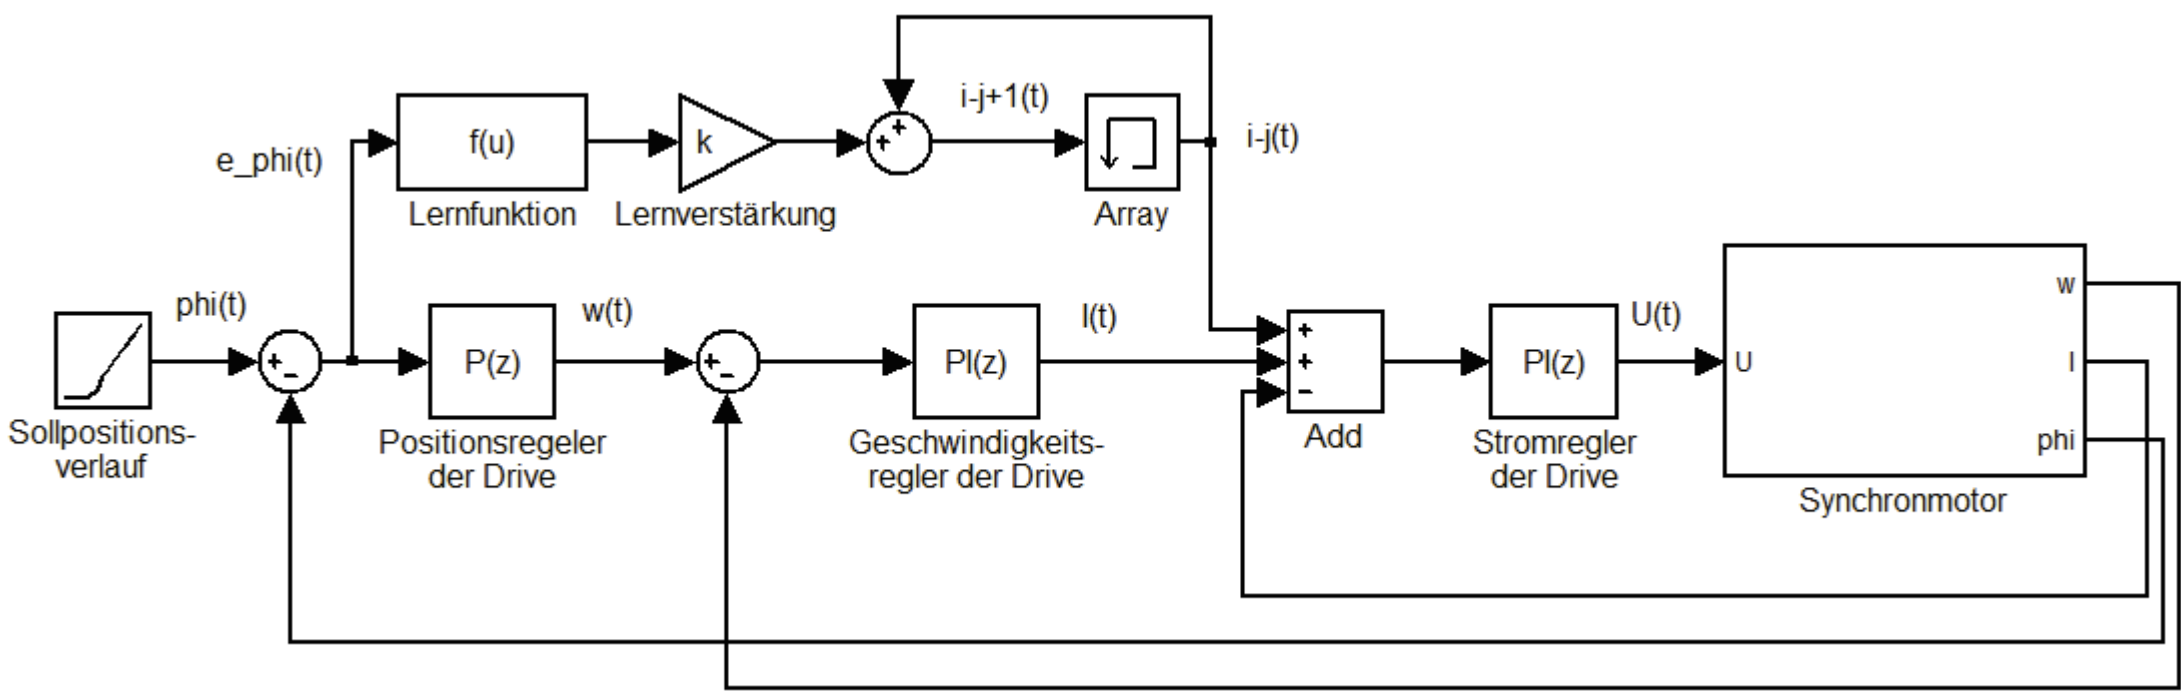 i-j+1(t)
e_phi(t)
f(u)
k
+
+
i-j(t)
Lernfunktion
Lernverstärkung
Array
phi(t)
w(t)
I(t)
U(t)
w
+
-
P(z)
+
-
PI(z)
+
+
-
PI(z)
U
I
phi
Sollpositions-
verlauf
Positionsregeler
der Drive
Geschwindigkeits-
regler der Drive
Add
Stromregler
der Drive
Synchronmotor